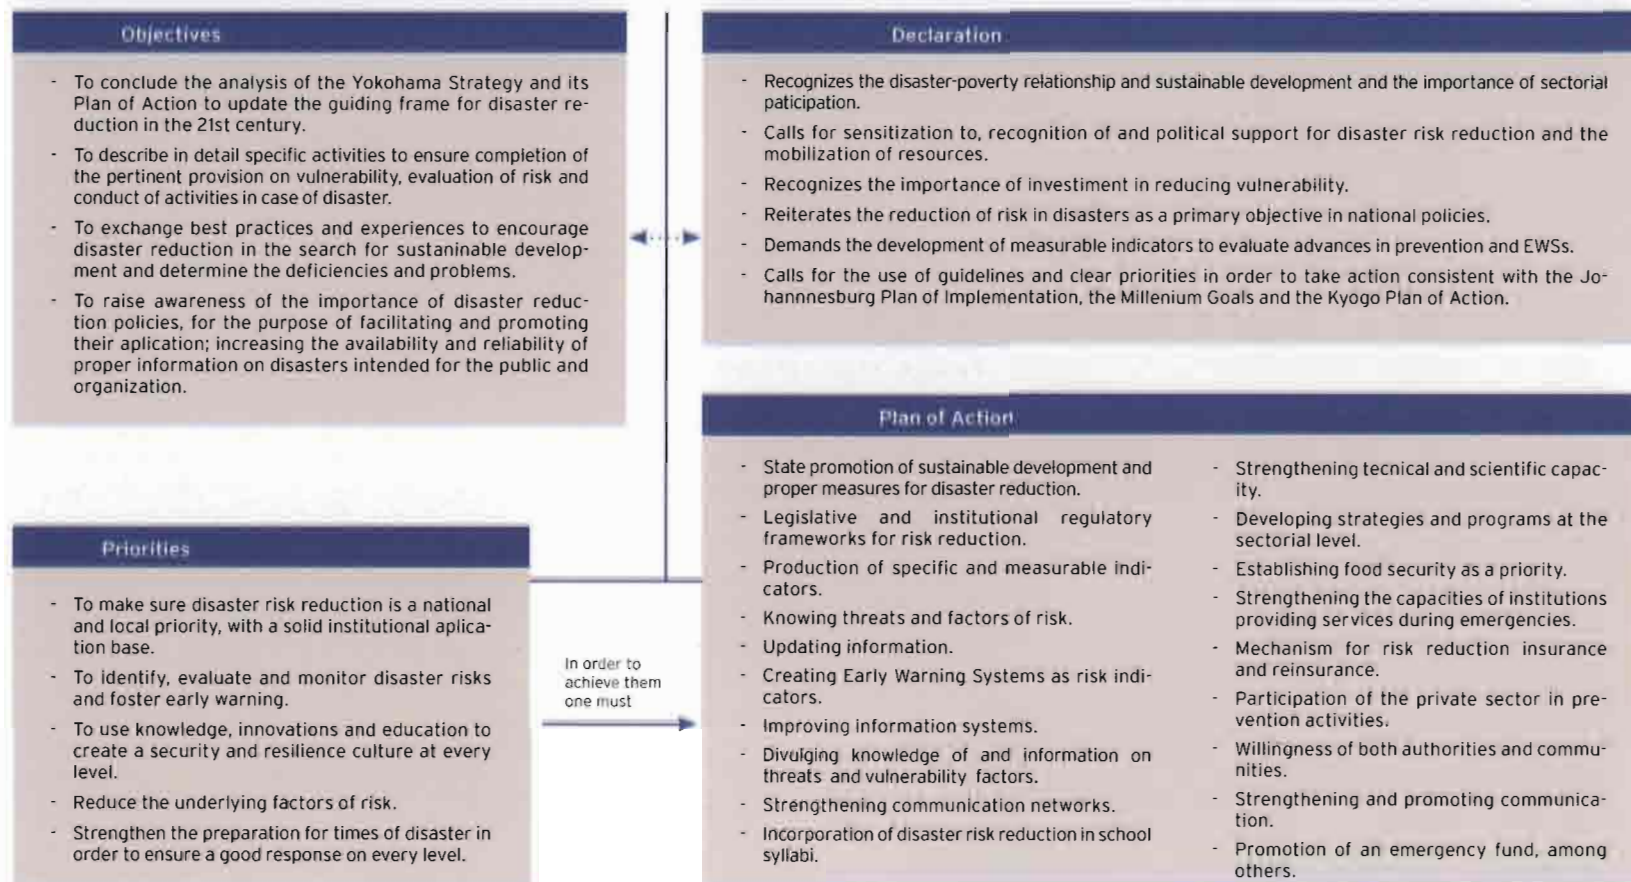 Objectives
- To conclude the analysis of the Yokohama Strategy and its
Plan of Action to update the guiding frame for disaster re-
duction in the 21st century.
- To describe in detail specific activities to ensure completion of
the pertinent provision on vulnerability, evaluation of risk and
conduct of activities in case of disaster.
- To exchange best practices and experiences to encourage
disaster reduction in the search for sustaninable develop-
ment and determine the deficiencies and problems.
- To raise awareness of the importance of disaster reduc-
tion policies, for the purpose of facilitating and promoting
their aplication; increasing the availability and reliability of
proper information on disasters intended for the public and
organization.
Declaration
- Recognizes the disaster-poverty relationship and sustainable development and the importance of sectorial
paticipation.
- Calls for sensitization to, recognition of and political support for disaster risk reduction and the
mobilization of resources.
- Recognizes the importance of investiment in reducing vulnerability.
- Reiterates the reduction of risk in disasters as a primary objective in national policies.
- Demands the development of measurable indicators to evaluate advances in prevention and EWSs.
- Calls for the use of guidelines and clear priorities in order to take action consistent with the Jo-
hannnesburg Plan of Implementation, the Millenium Goals and the Kyogo Plan of Action.
Priorities
- To make sure disaster risk reduction is a national
and local priority, with a solid institutional aplica-
tion base.
- To identify, evaluate and monitor disaster risks
and foster early warning.
- To use knowledge, innovations and education to
create a security and resilience culture at every
level.
- Reduce the underlying factors of risk.
- Strengthen the preparation for times of disaster in
order to ensure a good response on every level.
In order to
achieve them
one must
Plan of Action
- State promotion of sustainable development and
proper measures for disaster reduction.
- Legislative and institutional regulatory
frameworks for risk reduction.
- Production of specific and measurable indi-
cators.
- Knowing threats and factors of risk.
- Updating information.
- Creating Early Warning Systems as risk indi-
cators.
- Improving information systems.
- Divulging knowledge of and information on
threats and vulnerability factors.
- Strengthening communication networks.
- Incorporation of disaster risk reduction in school
syllabi.
- Strengthening tecnical and scientific capac-
ity.
- Developing strategies and programs at the
sectorial level.
- Establishing food security as a priority.
- Strengthening the capacities of institutions
providing services during emergencies.
- Mechanism for risk reduction insurance
and reinsurance.
- Participation of the private sector in pre-
vention activities.
- Willingness of both authorities and commu-
nities.
- Strengthening and promoting communica-
tion.
- Promotion of an emergency fund, among
others.